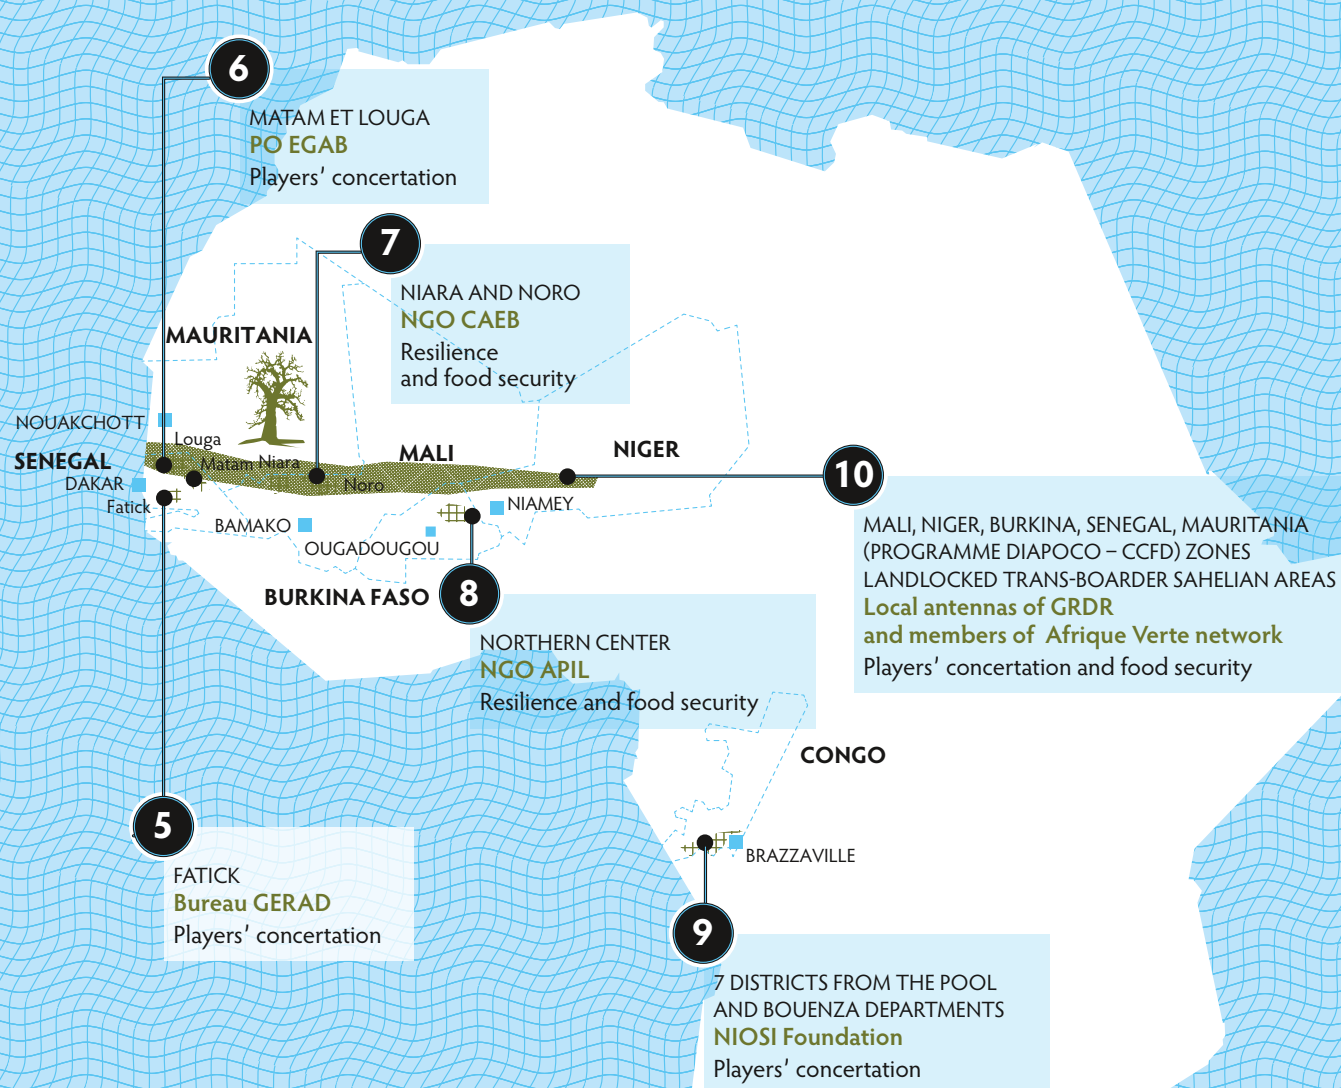 6
MATAM ET LOUGA
PO EGAB
Players’ concertation
7
NIARA AND NORO
NGO CAEB
Resilience
and food security
MAURITANIA
NOUAKCHOTT
Louga
SENEGAL
Matam Niara
MALI
NIGER
DAKAR
Noro
Fatick
NIAMEY
BAMAKO
OUGADOUGOU
10
MALI, NIGER, BURKINA, SENEGAL, MAURITANIA
(PROGRAMME DIAPOCO – CCFD) ZONES
LANDLOCKED TRANS-BOARDER SAHELIAN AREAS
Local antennas of GRDR
and members of Afrique Verte network
Players’ concertation and food security
BURKINA FASO
8
NORTHERN CENTER
NGO APIL
Resilience and food security
CONGO
BRAZZAVILLE
5
FATICK
Bureau GERAD
Players’ concertation
9
7 DISTRICTS FROM THE POOL
AND BOUENZA DEPARTMENTS
NIOSI Foundation
Players’ concertation